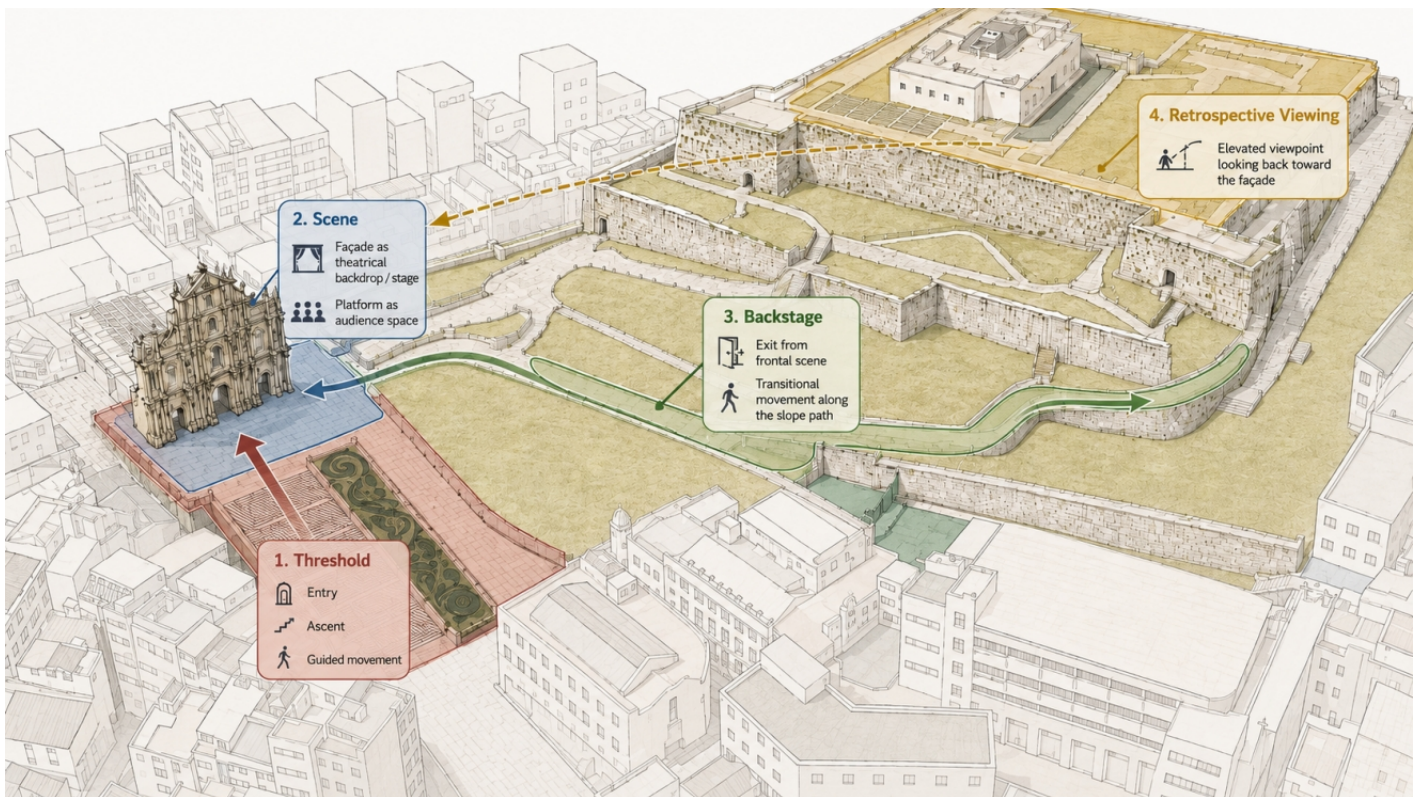 1. Threshold
Entry
Ascent
Guided movement
2. Scene
Façade as
theatrical
backdrop / stage
Platform as
audience space
3. Backstage
Exit from
frontal scene
Transitional
movement along
the slope path
4. Retrospective Viewing
Elevated viewpoint
looking back toward
the façade